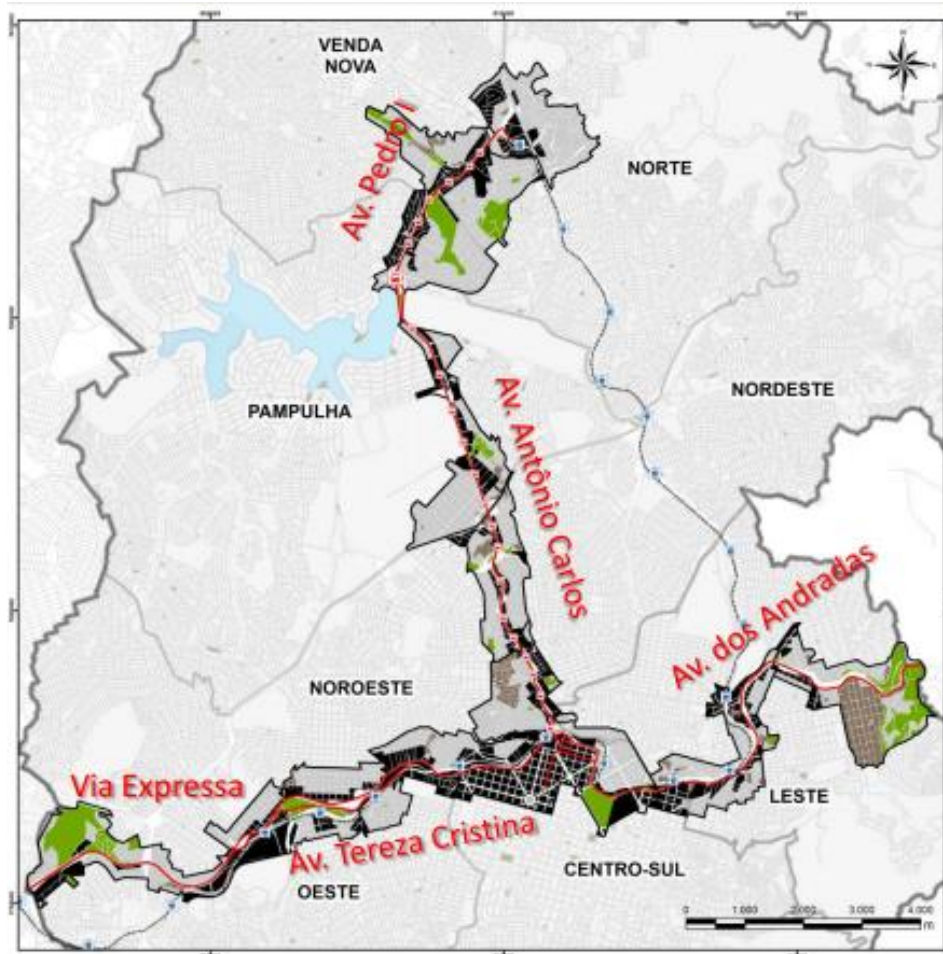 VENDA
NOVA
Av. Pedro I
NORTE
NORDESTE
PAMPULHA
Av. Antônio Carlos
Av. dos Andradas
NOROESTE
Via Expressa
LESTE
Av. Tereza Cristina
CENTRO-SUL
OESTE
0 1.000 2.000 3.000 4.000
m